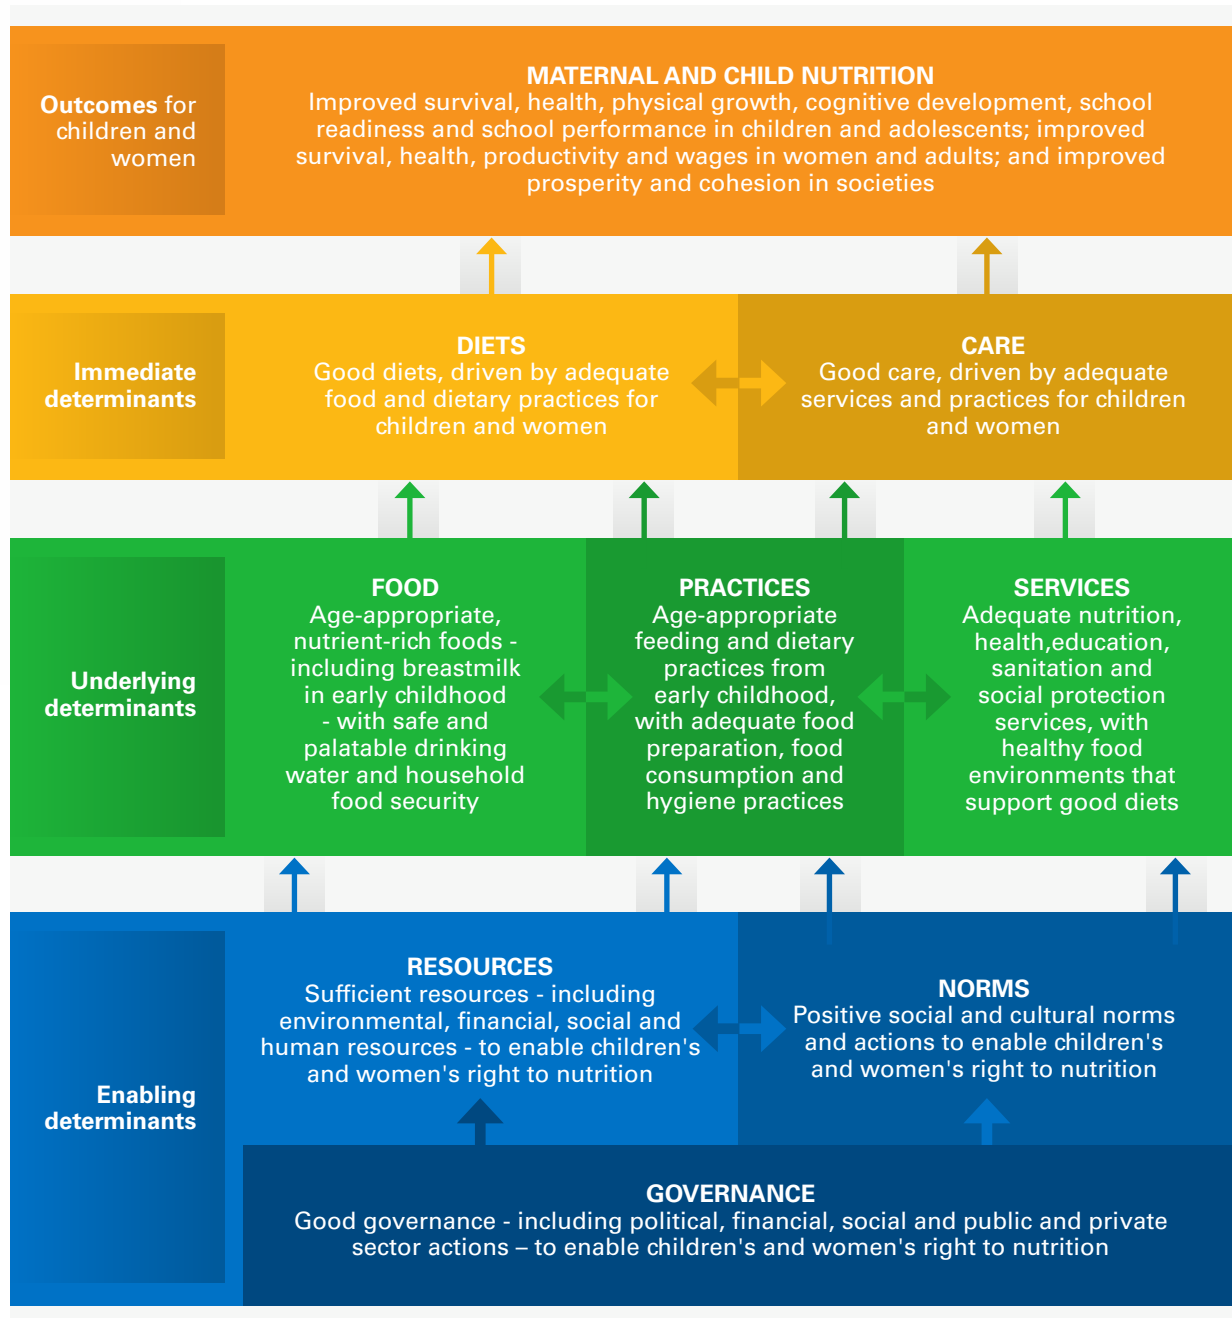 Outcomes for
children and
women
MATERNAL AND CHILD NUTRITION
Improved survival, health, physical growth, cognitive development, school
readiness and school performance in children and adolescents; improved
survival, health, productivity and wages in women and adults; and improved
prosperity and cohesion in societies
Immediate
determinants
DIETS
Good diets, driven by adequate
food and dietary practices for
children and women
CARE
Good care, driven by adequate
services and practices for children
and women
Underlying
determinants
FOOD
Age-appropriate,
nutrient-rich foods -
including breastmilk
in early childhood
- with safe and
palatable drinking
water and household
food security
PRACTICES
Age-appropriate
feeding and dietary
practices from
early childhood,
with adequate food
preparation, food
consumption and
hygiene practices
SERVICES
Adequate nutrition,
health,education,
sanitation and
social protection
services, with
healthy food
environments that
support good diets
Enabling
determinants
RESOURCES
Sufficient resources - including
environmental, financial, social and
human resources - to enable children's
and women's right to nutrition
NORMS
Positive social and cultural norms
and actions to enable children's
and women's right to nutrition
GOVERNANCE
Good governance - including political, financial, social and public and private
sector actions – to enable children's and women's right to nutrition